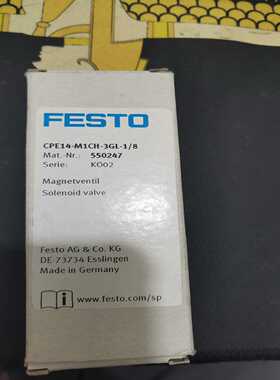 FESTO
CPE14-M1CH-3GL-1/8
Mat.-Nr.: 550247
Serie: KO02
Magnetventil
Solenoid valve
Festo AG & Co. KG
DE-73734 Esslingen
Made in Germany
www.festo.com/sp